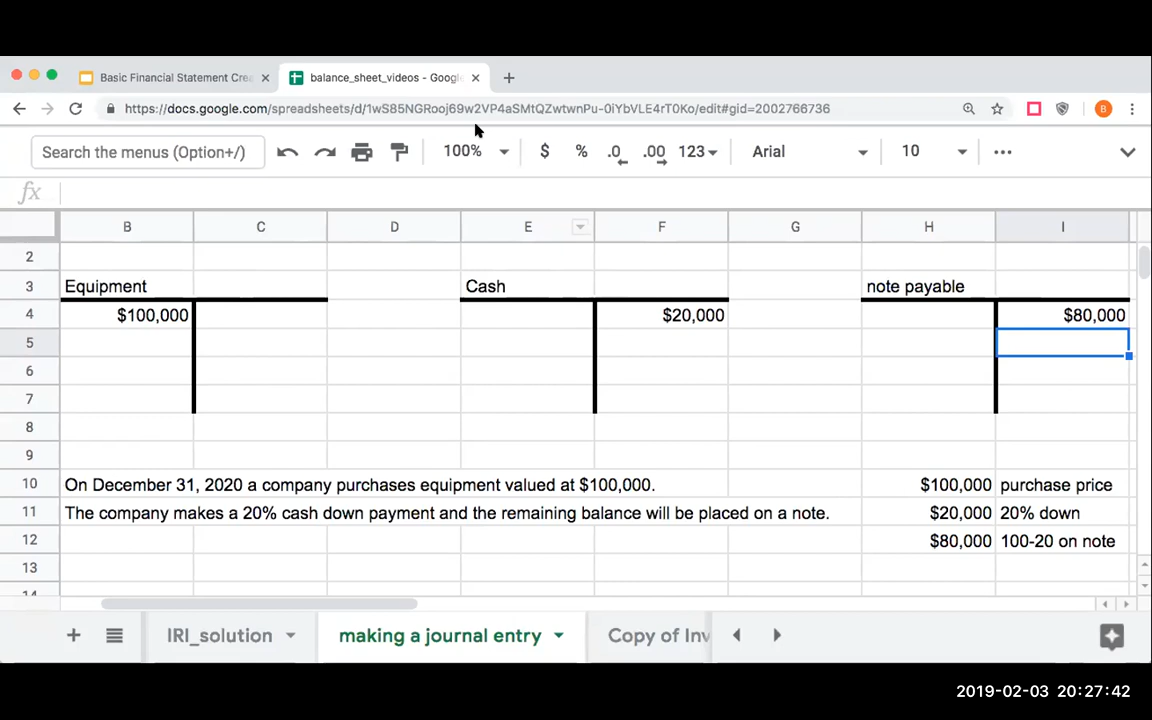 Basic Financial Statement Crea
balance_sheet_videos - Google
https://docs.google.com/spreadsheets/d/1wS85NGRooj69w2VP4aSMtQZwtwnPu-0iYbVLE4rT0Ko/edit#gid=2002766736
B
Search the menus (Option+/) 100% $ % .0 .00 123 Arial 10
fx
B C D E F G H I
2
3 Equipment Cash note payable
4 $100,000 $20,000 $80,000
5
6
7
8
9
10 On December 31, 2020 a company purchases equipment valued at $100,000. $100,000 purchase price
11 The company makes a 20% cash down payment and the remaining balance will be placed on a note. $20,000 20% down
12 $80,000 100-20 on note
13
14
IRI_solution making a journal entry Copy of Inv
2019-02-03 20:27:42